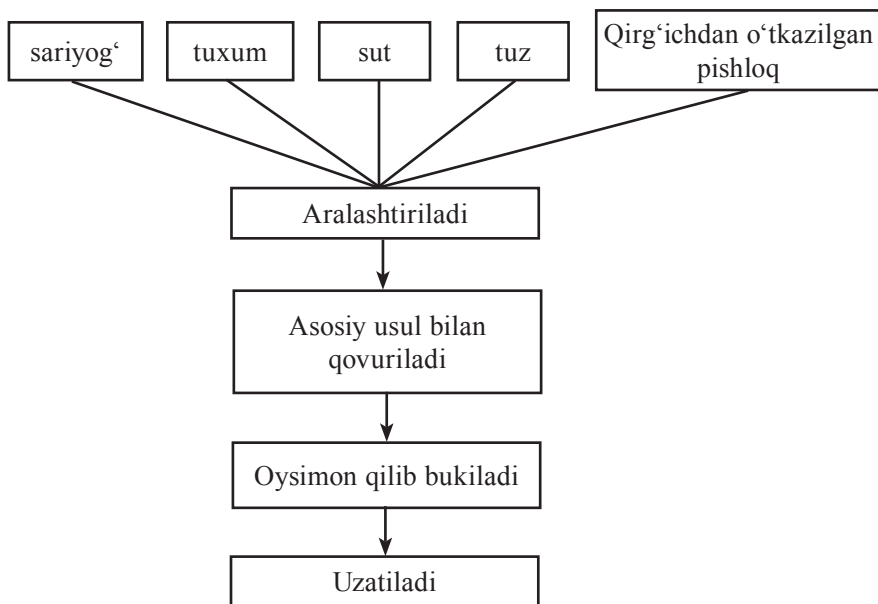 sariyog‘
tuxum
sut
tuz
Qirg‘ichdan o‘tkazilgan
pishloq
Aralashtiriladi
Asosiy usul bilan
qovuriladi
Oysimon qilib bukiladi
Uzatiladi